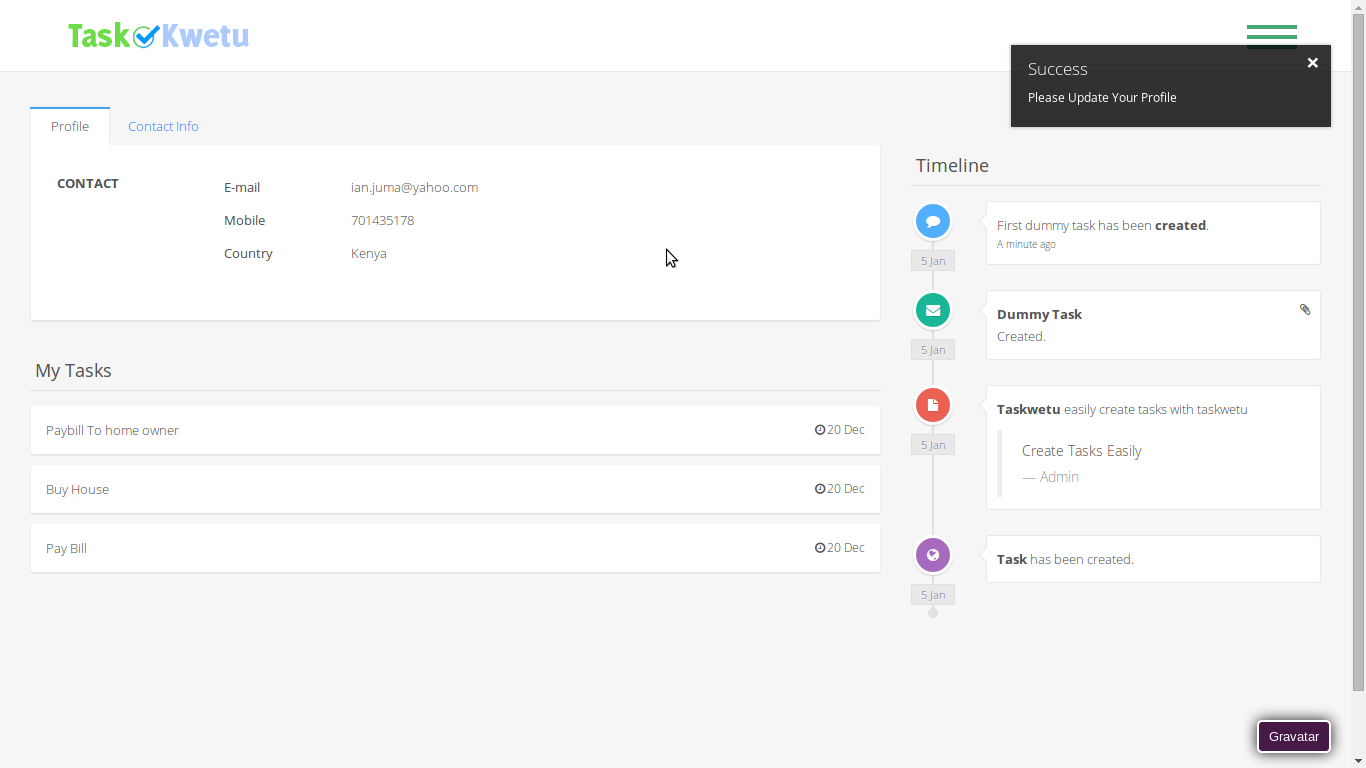 Task Kwetu
Success
Please Update Your Profile
Profile
Contact Info
CONTACT
E-mail
ian.juma@yahoo.com
Mobile
701435178
Country
Kenya
My Tasks
Paybill To home owner
20 Dec
Buy House
20 Dec
Pay Bill
20 Dec
Timeline
First dummy task has been created.
A minute ago
5 Jan
Dummy Task
Created.
5 Jan
Taskwetu easily create tasks with taskwetu
5 Jan
Create Tasks Easily
— Admin
Task has been created.
5 Jan
Gravatar